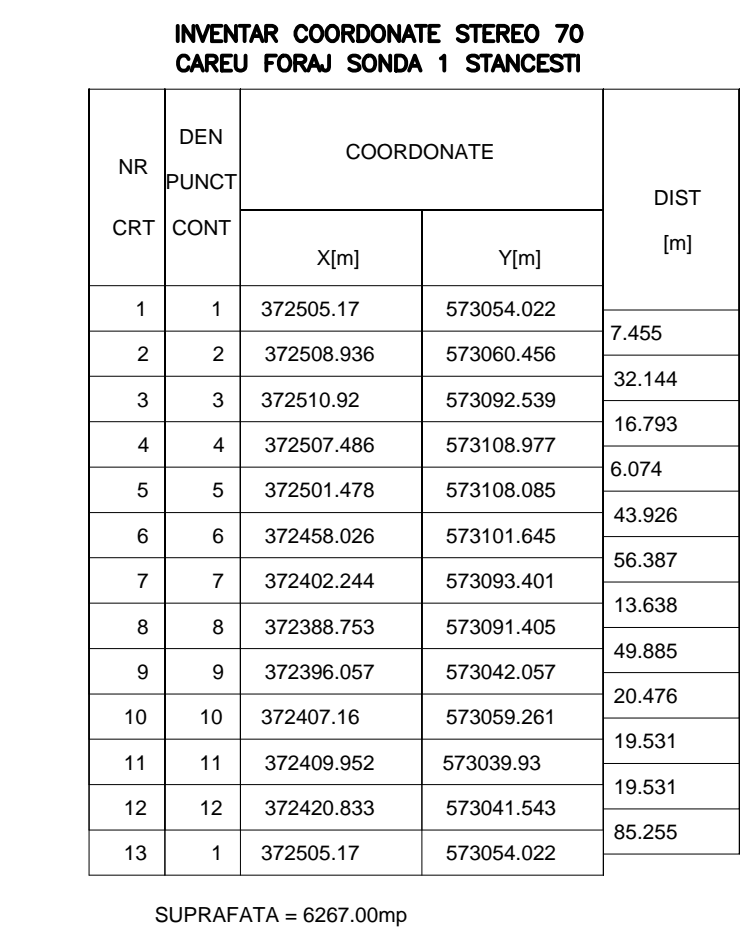 INVENTAR COORDONATE STEREO 70
CAREU FORAJ SONDA 1 STANCESTI
NR CRT DEN PUNCT CONT COORDONATE DIST [m]
X[m] Y[m]
1 1 372505.17 573054.022
7.455
2 2 372508.936 573060.456
32.144
3 3 372510.92 573092.539
16.793
4 4 372507.486 573108.977
6.074
5 5 372501.478 573108.085
43.926
6 6 372458.026 573101.645
56.387
7 7 372402.244 573093.401
13.638
8 8 372388.753 573091.405
49.885
9 9 372396.057 573042.057
20.476
10 10 372407.16 573059.261
19.531
11 11 372409.952 573039.93
19.531
12 12 372420.833 573041.543
85.255
13 1 372505.17 573054.022
SUPRAFATA = 6267.00mp